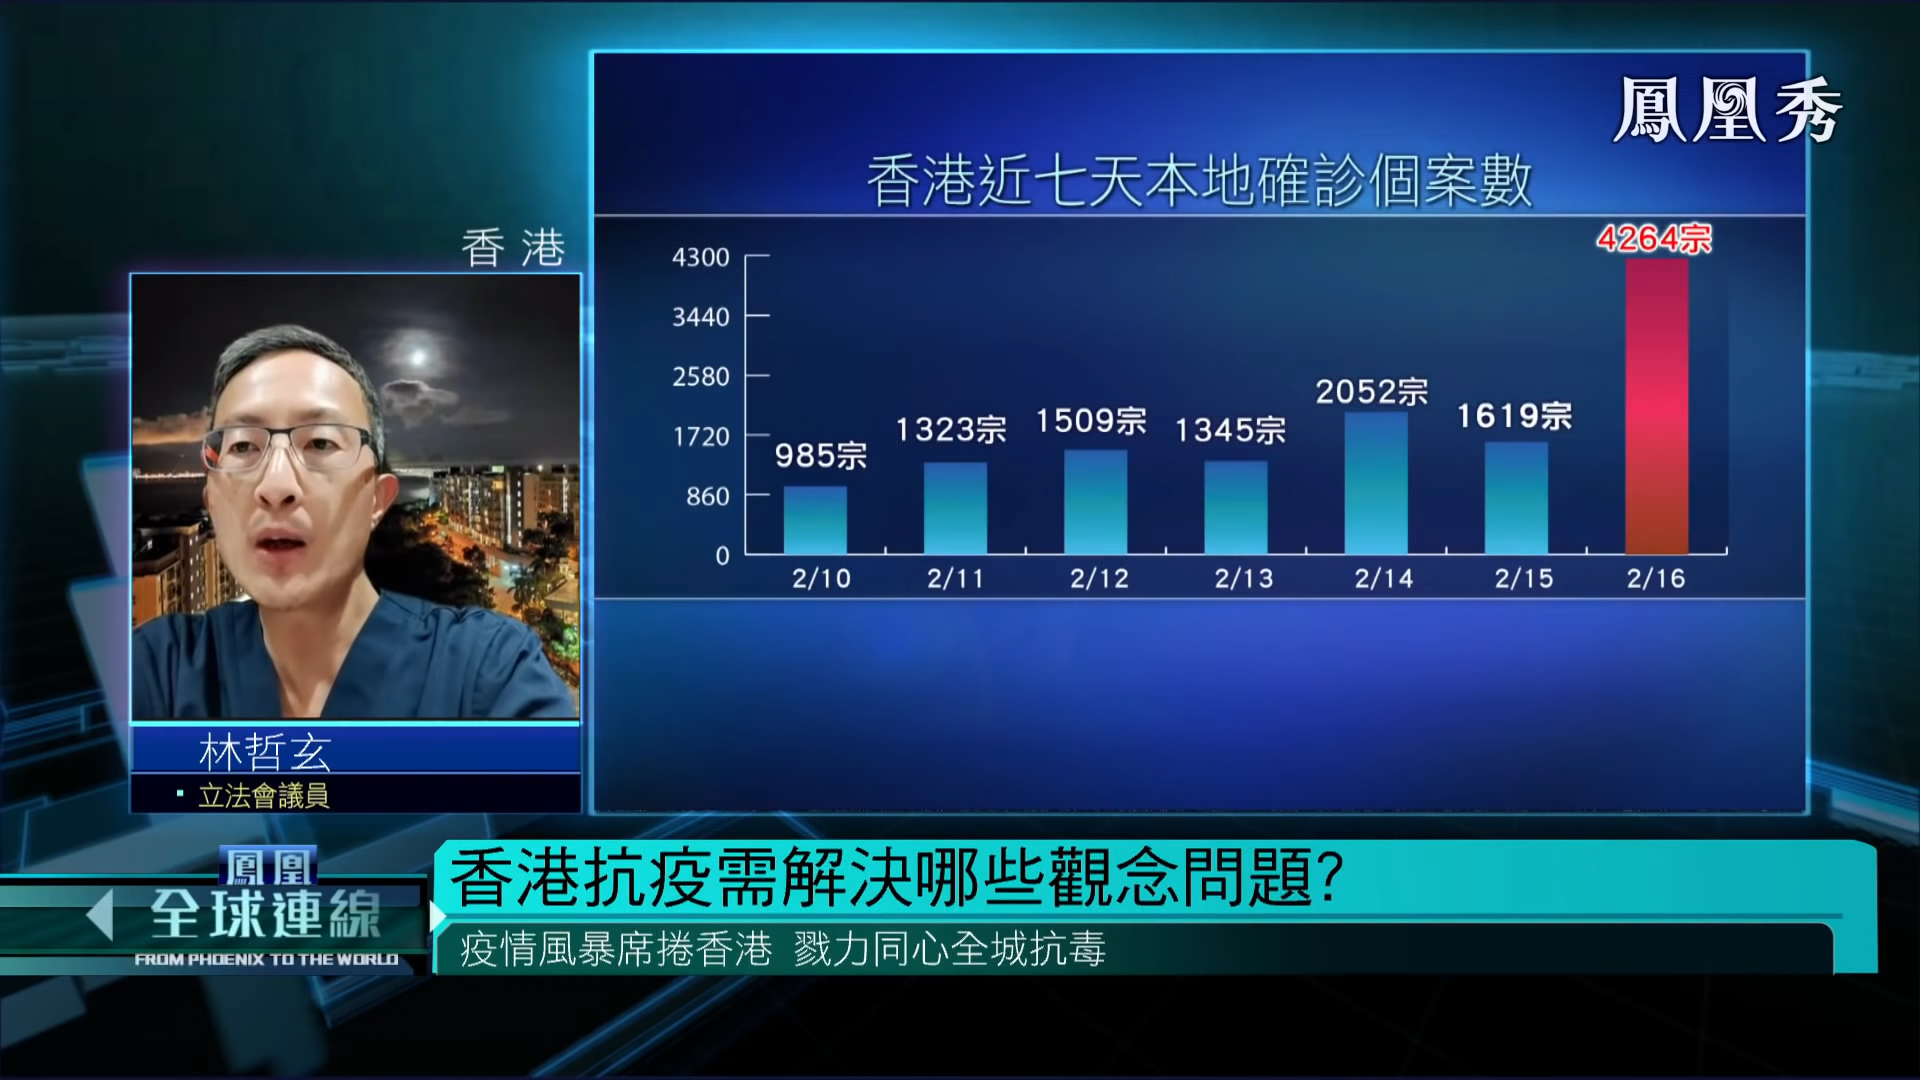 鳳凰秀
香港近七天本地確診個案數
香港
4300
3440
2580
1720
860
0
985宗
1323宗
1509宗
1345宗
2052宗
1619宗
4264宗
2/10
2/11
2/12
2/13
2/14
2/15
2/16
林哲玄
立法會議員
鳳凰
全球連線
FROM PHOENIX TO THE WORLD
香港抗疫需解決哪些觀念問題?
疫情風暴席捲香港 戮力同心全城抗毒